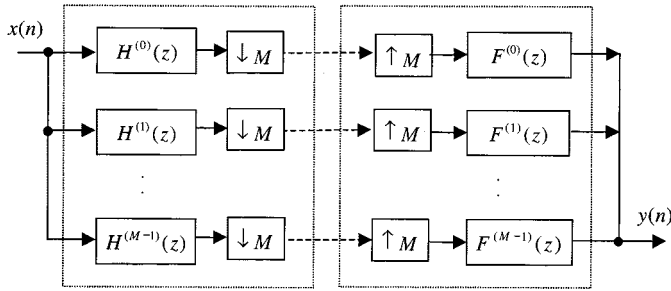 x(n)
H^{(0)}(z) ↓M ↑M F^{(0)}(z)
H^{(1)}(z) ↓M ↑M F^{(1)}(z)
H^{(M-1)}(z) ↓M ↑M F^{(M-1)}(z)
y(n)